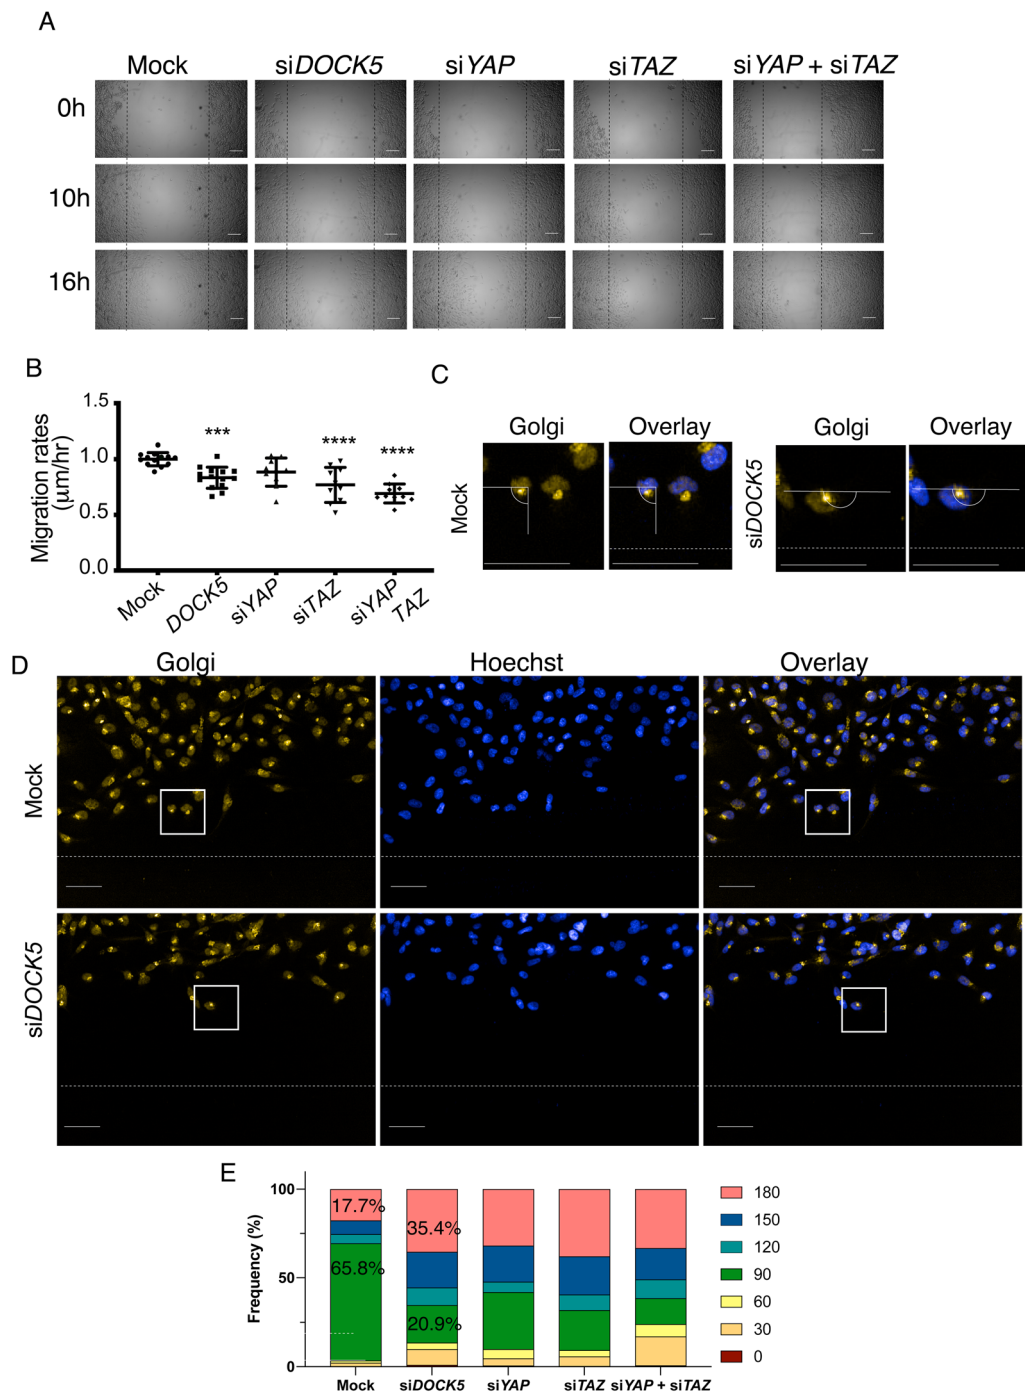 A
Mock siDOCK5 siYAP siTAZ siYAP + siTAZ
0h
10h
16h
B
Migration rates
(μm/hr)
1.5
1.0
0.5
0.0
*** **** ****
Mock DOCK5 siYAP siTAZ siYAP
TAZ
C
Golgi Overlay Golgi Overlay
Mock
siDOCK5
D
Golgi Hoechst Overlay
Mock
siDOCK5
E
Frequency (%)
100
50
0
17.7%
65.8%
35.4%
20.9%
Mock siDOCK5 siYAP siTAZ siYAP + siTAZ
180
150
120
90
60
30
0